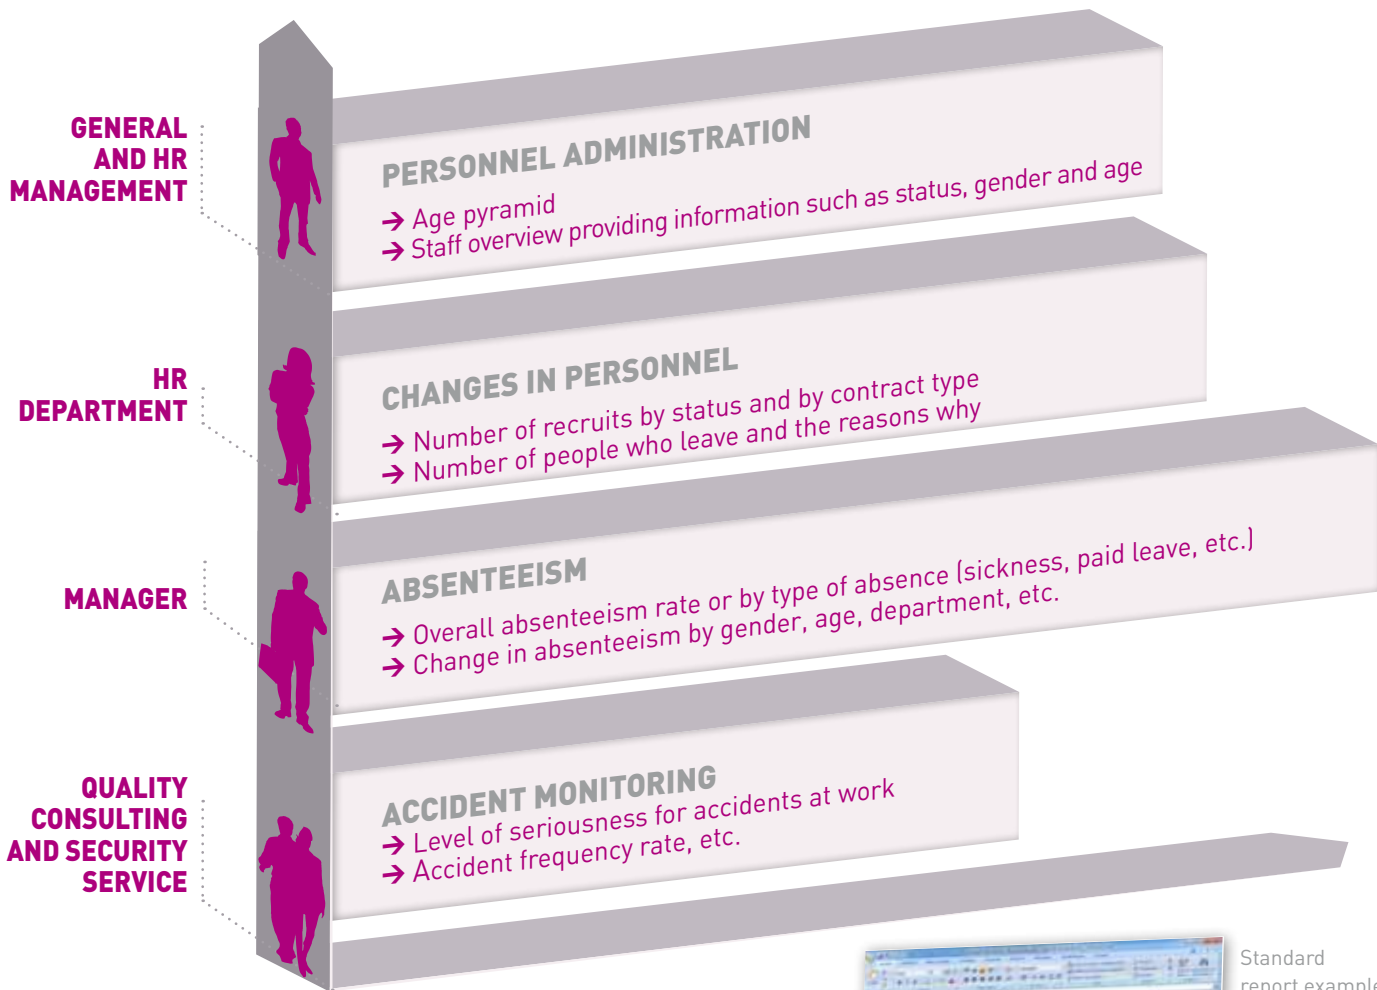 GENERAL
AND HR
MANAGEMENT
PERSONNEL ADMINISTRATION
→ Age pyramid
→ Staff overview providing information such as status, gender and age
HR
DEPARTMENT
CHANGES IN PERSONNEL
→ Number of recruits by status and by contract type
→ Number of people who leave and the reasons why
MANAGER
ABSENTEEISM
→ Overall absenteeism rate or by type of absence (sickness, paid leave, etc.)
→ Change in absenteeism by gender, age, department, etc.
QUALITY
CONSULTING
AND SECURITY
SERVICE
ACCIDENT MONITORING
→ Level of seriousness for accidents at work
→ Accident frequency rate, etc.
Standard
report example